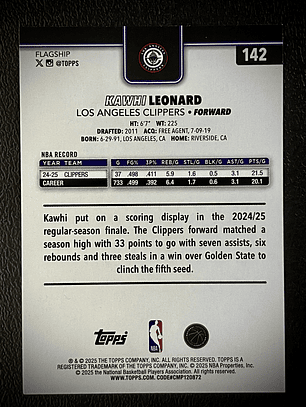 FLAGSHIP
@TOPPS
142
KAWHI LEONARD
LOS ANGELES CLIPPERS • FORWARD
HT: 6'7" WT: 225
DRAFTED: 2011 ACQ: FREE AGENT, 7-09-19
BORN: 6-29-91, LOS ANGELES, CA HOME: RIVERSIDE, CA
NBA RECORD
YEAR TEAM G FG% 3P% REB/G STL/G BLK/G AST/G PTS/G
24-25 CLIPPERS 37 .498 .411 5.9 1.6 0.5 3.1 21.5
CAREER 733 .499 .392 6.4 1.7 0.6 3.1 20.1
Kawhi put on a scoring display in the 2024/25
regular-season finale. The Clippers forward matched a
season high with 33 points to go with seven assists, six
rebounds and three steals in a win over Golden State to
clinch the fifth seed.
Topps
NBA
® & © 2025 THE TOPPS COMPANY, INC. ALL RIGHTS RESERVED. TOPPS IS A
REGISTERED TRADEMARK OF THE TOPPS COMPANY, INC. © 2025 NBA Properties, Inc.
© 2025 the National Basketball Players Association. All rights reserved.
WWW.TOPPS.COM. CODE#CMP120872